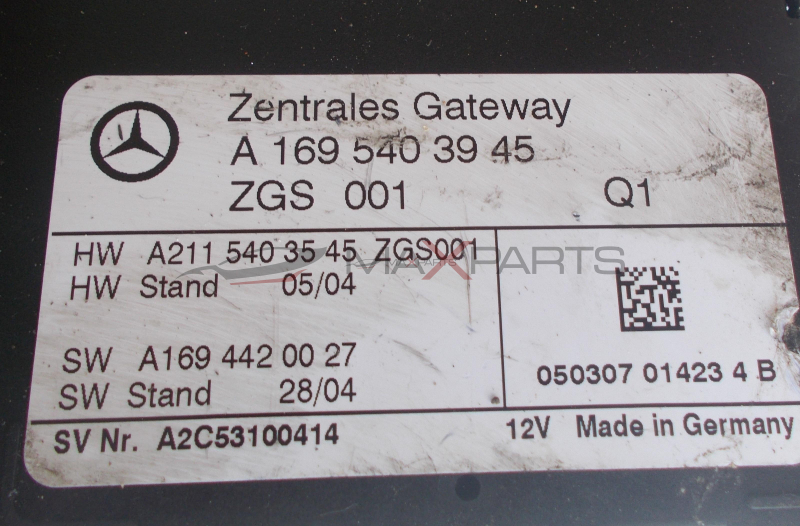 Zentrales Gateway
A 169 540 39 45
ZGS 001 Q1
HW A211 540 35 45 ZGS001
HW Stand 05/04
MAXPARTS
SW A169 442 00 27
SW Stand 28/04
050307 01423 4 B
SV Nr. A2C53100414
12V Made in Germany